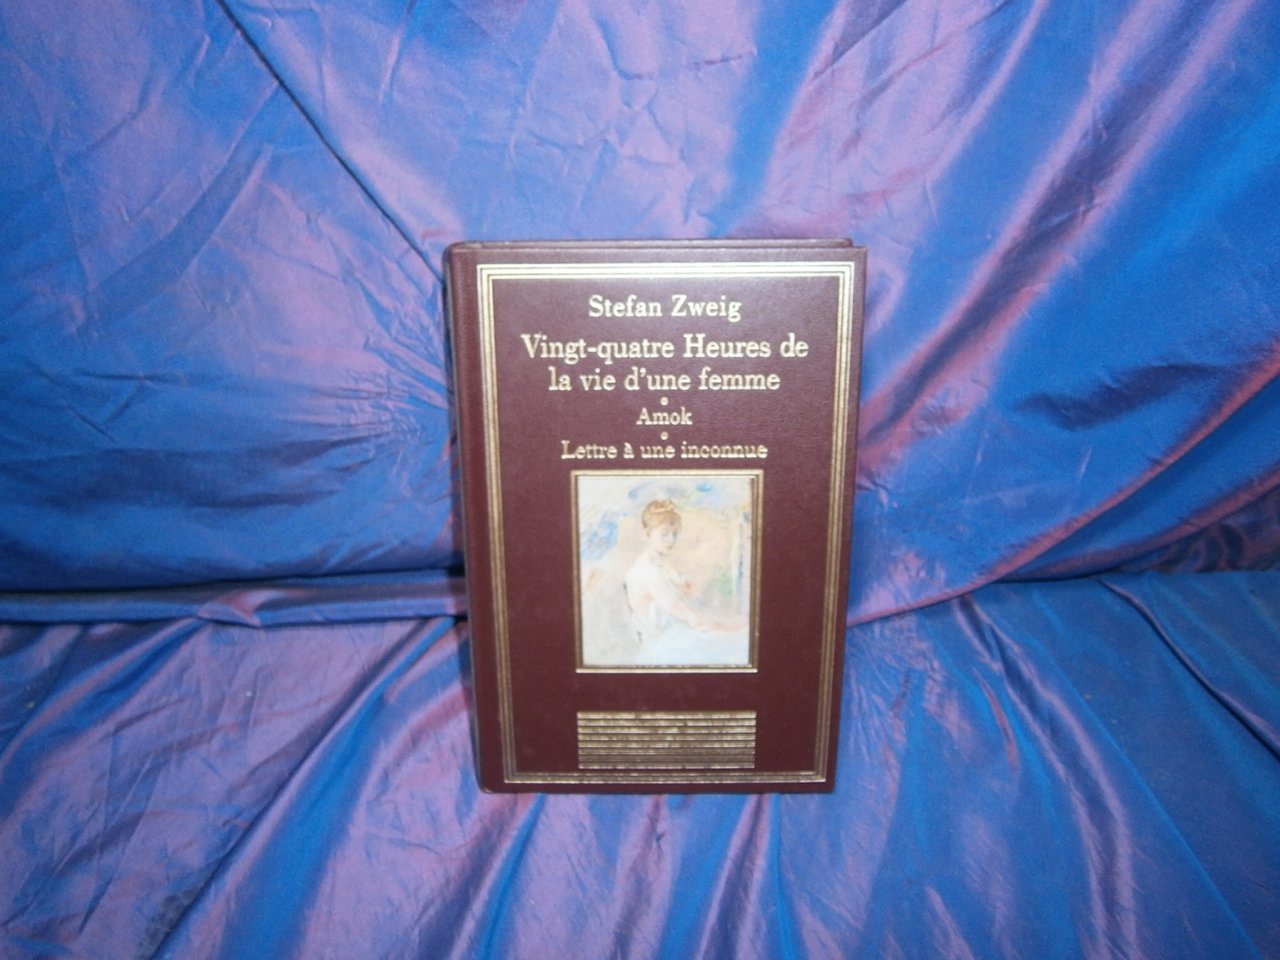 Stefan Zweig
Vingt-quatre Heures de
la vie d'une femme
•
Amok
•
Lettre à une inconnue